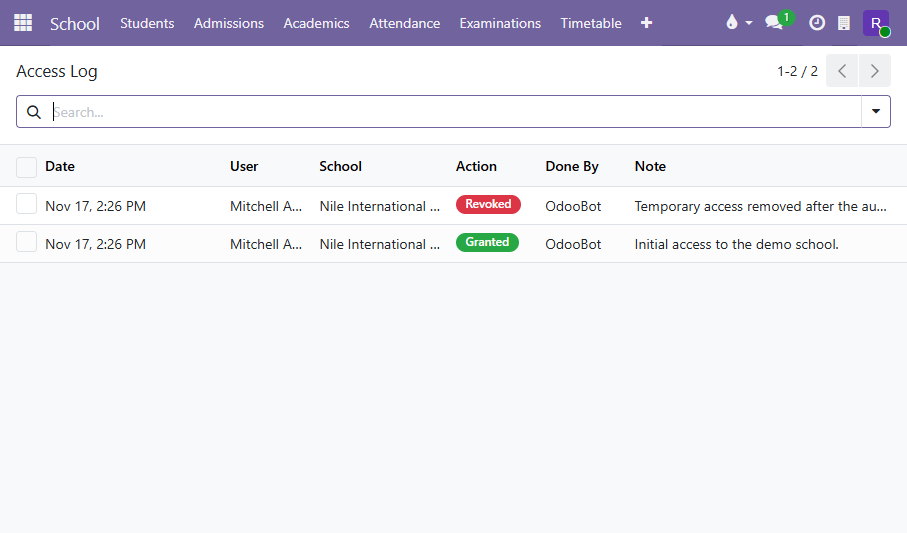 School Students Admissions Academics Attendance Examinations Timetable 1 R
Access Log 1-2 / 2
Search...
Date User School Action Done By Note
Nov 17, 2:26 PM Mitchell A... Nile International ... Revoked OdooBot Temporary access removed after the au...
Nov 17, 2:26 PM Mitchell A... Nile International ... Granted OdooBot Initial access to the demo school.